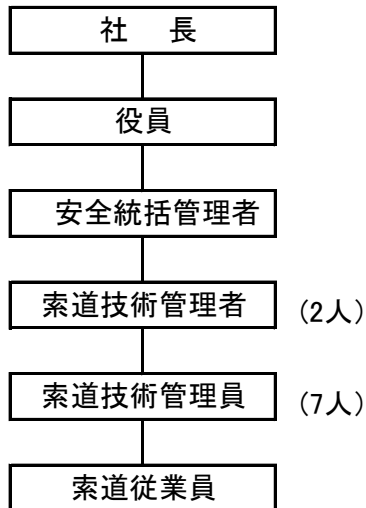 社　長
役員
安全統括管理者
索道技術管理者 (2人)
索道技術管理員 (7人)
索道従業員